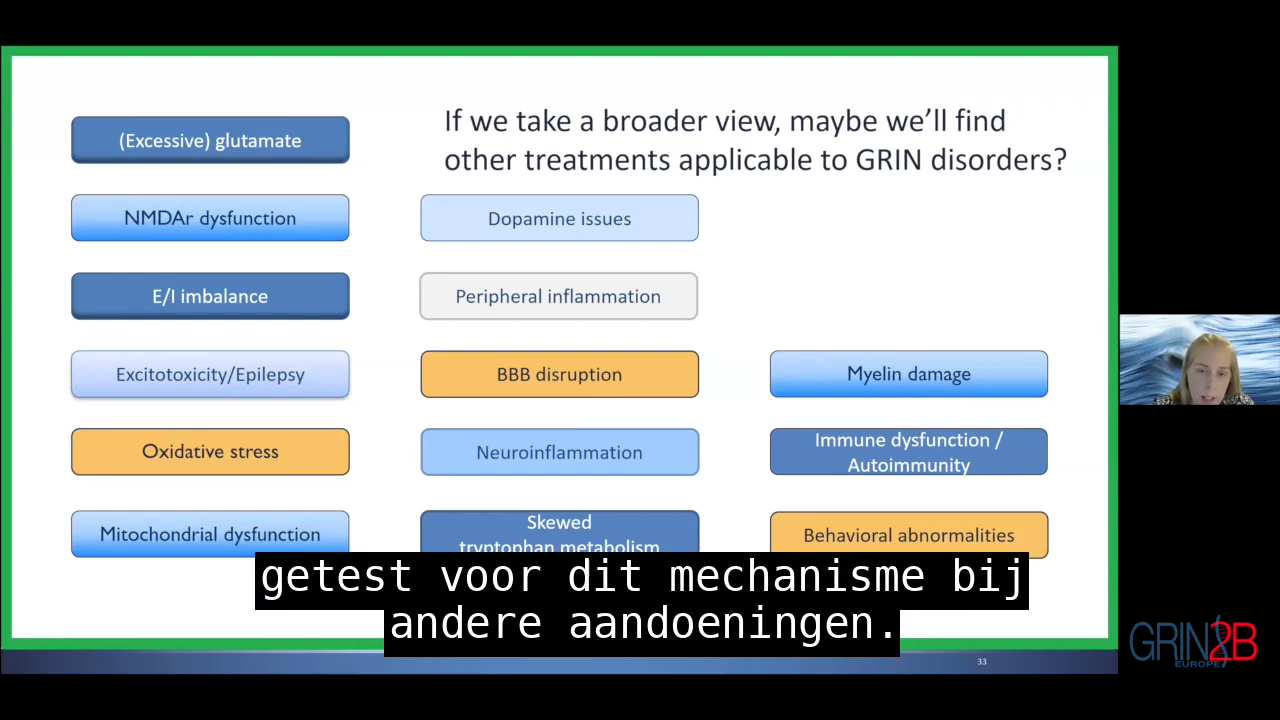 If we take a broader view, maybe we'll find
other treatments applicable to GRIN disorders?
(Excessive) glutamate
NMDAr dysfunction
E/I imbalance
Excitotoxicity/Epilepsy
Oxidative stress
Mitochondrial dysfunction
Dopamine issues
Peripheral inflammation
BBB disruption
Neuroinflammation
Skewed
tryptophan metabolism
Myelin damage
Immune dysfunction /
Autoimmunity
Behavioral abnormalities
getest voor dit mechanisme bij
andere aandoeningen.
33
GRIN2B
EUROPE